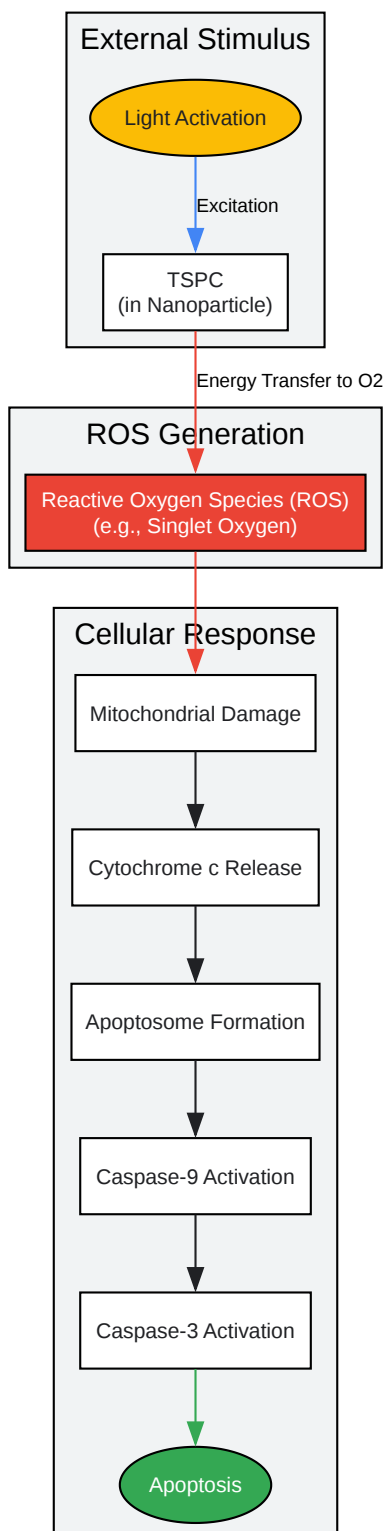 External Stimulus
Light Activation
Excitation
TSPC
(in Nanoparticle)
Energy Transfer to O2
ROS Generation
Reactive Oxygen Species (ROS)
(e.g., Singlet Oxygen)
Cellular Response
Mitochondrial Damage
Cytochrome c Release
Apoptosome Formation
Caspase-9 Activation
Caspase-3 Activation
Apoptosis